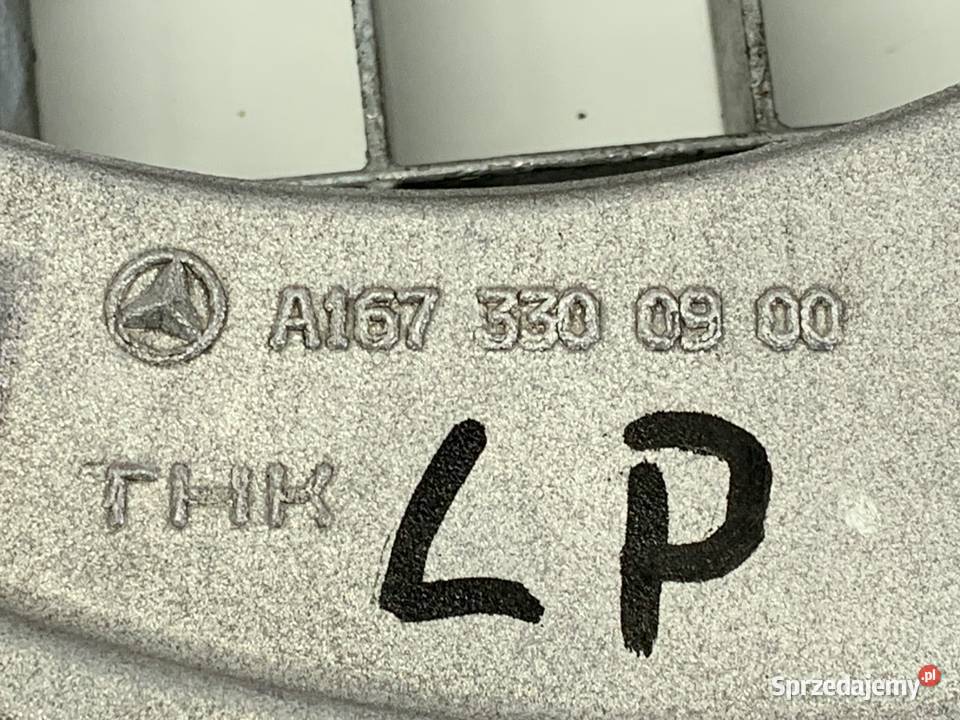 A167 330 09 00
THK
LP
Sprzedajemy.pl